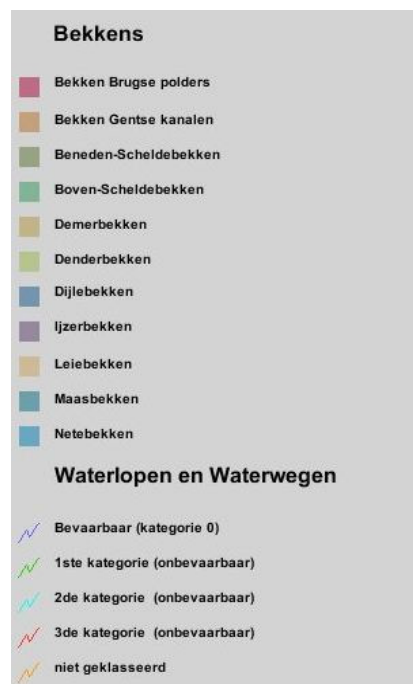 Bekkens
Bekken Brugse polders
Bekken Gentse kanalen
Beneden-Scheldebekken
Boven-Scheldebekken
Demerbekken
Denderbekken
Dijlebekken
Ijzerbekken
Leiebekken
Maasbekken
Netebekken
Waterlopen en Waterwegen
Bevaarbaar (kategorie 0)
1ste kategorie (onbevaarbaar)
2de kategorie (onbevaarbaar)
3de kategorie (onbevaarbaar)
niet geklasseerd